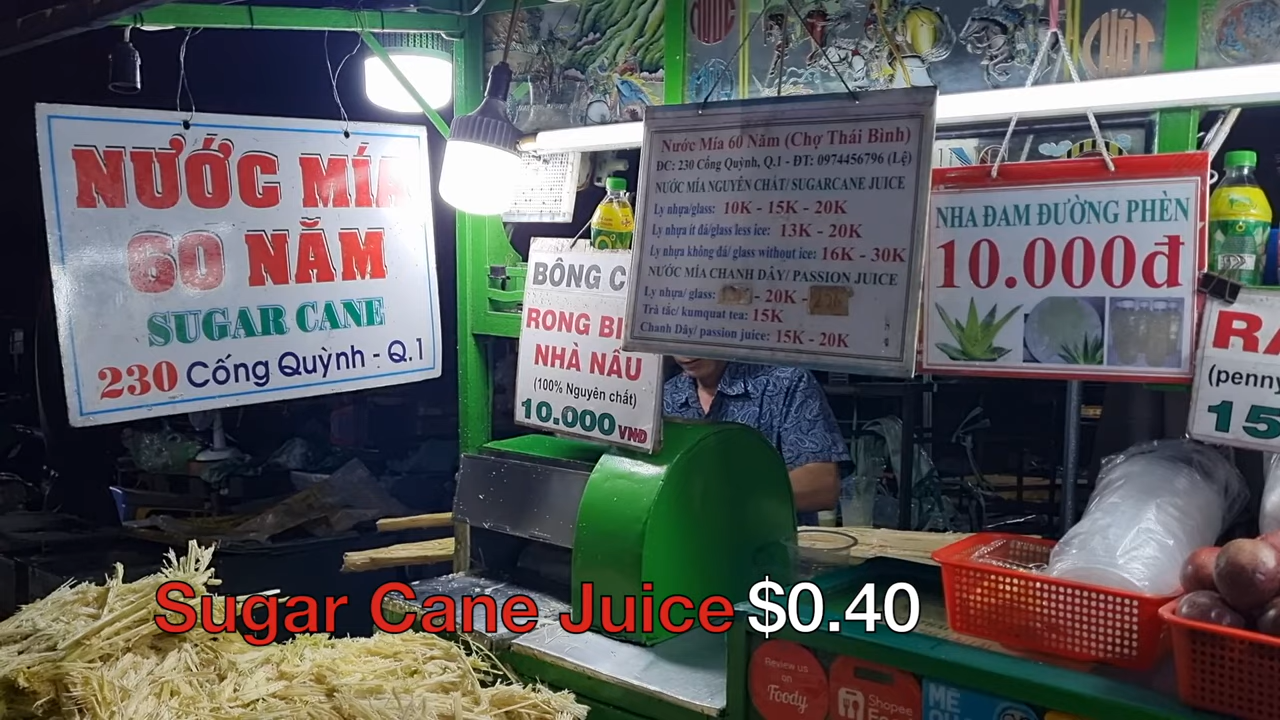 NƯỚC MÍA
60 NĂM
SUGAR CANE
230 Cống Quỳnh - Q.1
BÔNG C
RONG BI
NHÀ NẤU
(100% Nguyên chất)
10.000 VNĐ
Nước Mía 60 Năm (Chợ Thái Bình)
ĐC: 230 Cống Quỳnh, Q.1 - ĐT: 0974456796 (Lệ)
NƯỚC MÍA NGUYÊN CHẤT/ SUGARCANE JUICE
Ly nhựa/glass: 10K - 15K - 20K
Ly nhựa ít đá/glass less ice: 13K - 20K
Ly nhựa không đá/ glass without ice: 16K - 30K
NƯỚC MÍA CHANH DÂY/ PASSION JUICE
Ly nhựa/ glass: - 20K -
Trà tắc/ kumquat tea: 15K
Chanh Dây/ passion juice: 15K - 20K
NHA ĐAM ĐƯỜNG PHÈN
10.000đ
RA
(penny
15
CHẤT
Sugar Cane Juice $0.40
Review us
on
Foody
Shopee